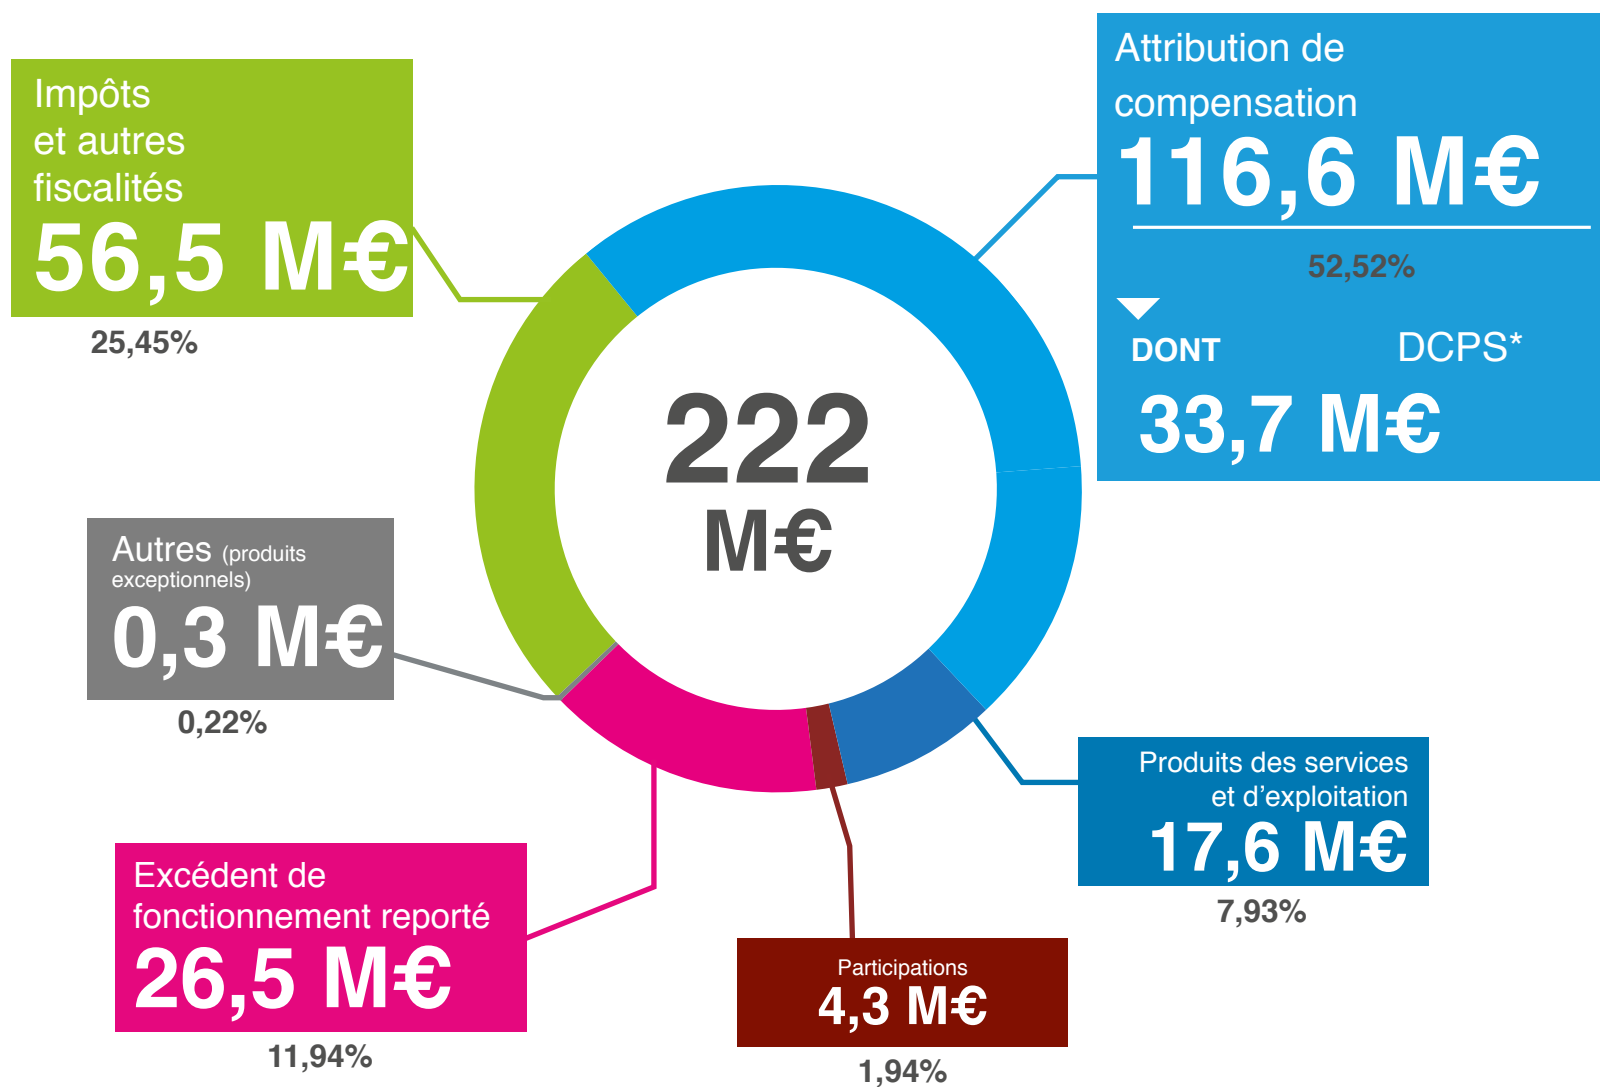 Impôts
et autres
fiscalités
56,5 M€
25,45%
Attribution de
compensation
116,6 M€
52,52%
DONT DCPS*
33,7 M€
222
M€
Autres (produits
exceptionnels)
0,3 M€
0,22%
Produits des services
et d'exploitation
17,6 M€
7,93%
Excédent de
fonctionnement reporté
26,5 M€
11,94%
Participations
4,3 M€
1,94%